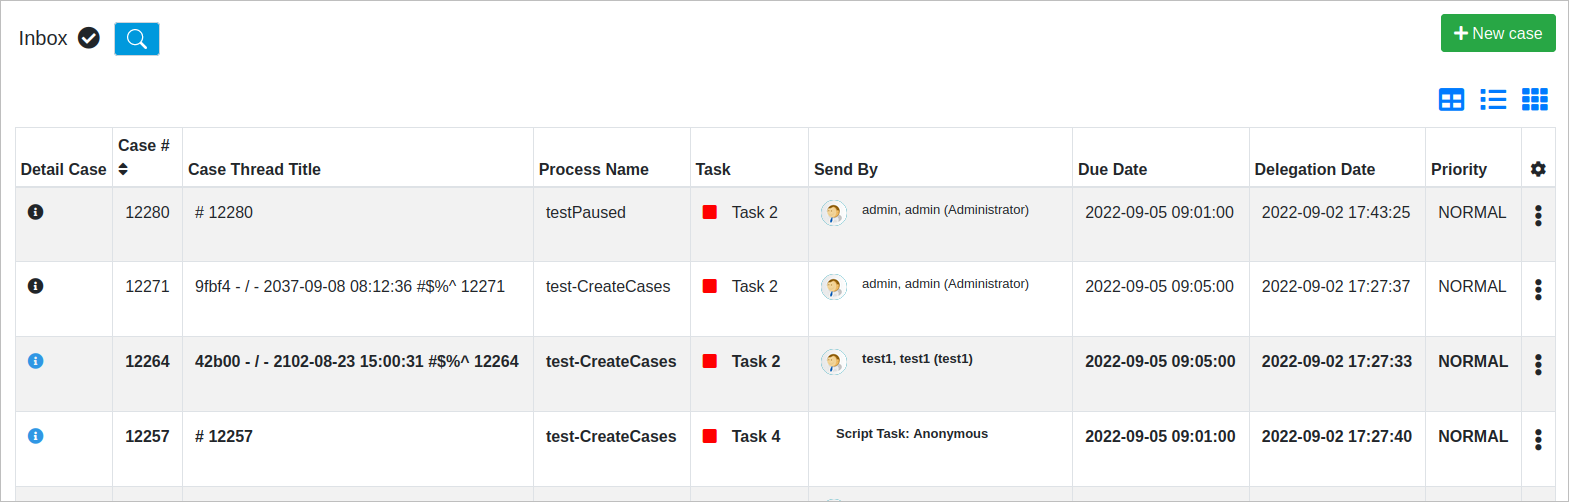 Inbox
New case
Detail Case Case # Case Thread Title Process Name Task Send By Due Date Delegation Date Priority
12280 # 12280 testPaused Task 2 admin, admin (Administrator) 2022-09-05 09:01:00 2022-09-02 17:43:25 NORMAL
12271 9fbf4 - / - 2037-09-08 08:12:36 #$%^ 12271 test-CreateCases Task 2 admin, admin (Administrator) 2022-09-05 09:05:00 2022-09-02 17:27:37 NORMAL
12264 42b00 - / - 2102-08-23 15:00:31 #$%^ 12264 test-CreateCases Task 2 test1, test1 (test1) 2022-09-05 09:05:00 2022-09-02 17:27:33 NORMAL
12257 # 12257 test-CreateCases Task 4 Script Task: Anonymous 2022-09-05 09:01:00 2022-09-02 17:27:40 NORMAL